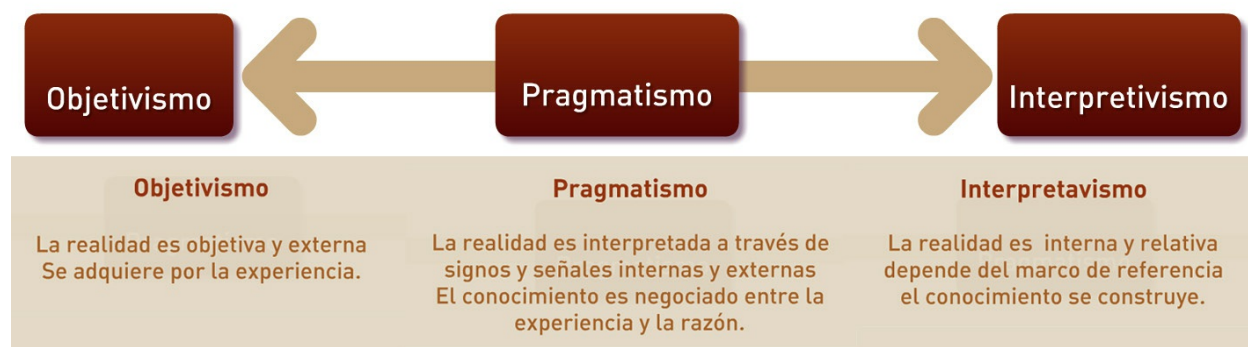 Objetivismo
Pragmatismo
Interpretivismo
Objetivismo
La realidad es objetiva y externa
Se adquiere por la experiencia.
Pragmatismo
La realidad es interpretada a través de
signos y señales internas y externas
El conocimiento es negociado entre la
experiencia y la razón.
Interpretavismo
La realidad es interna y relativa
depende del marco de referencia
el conocimiento se construye.